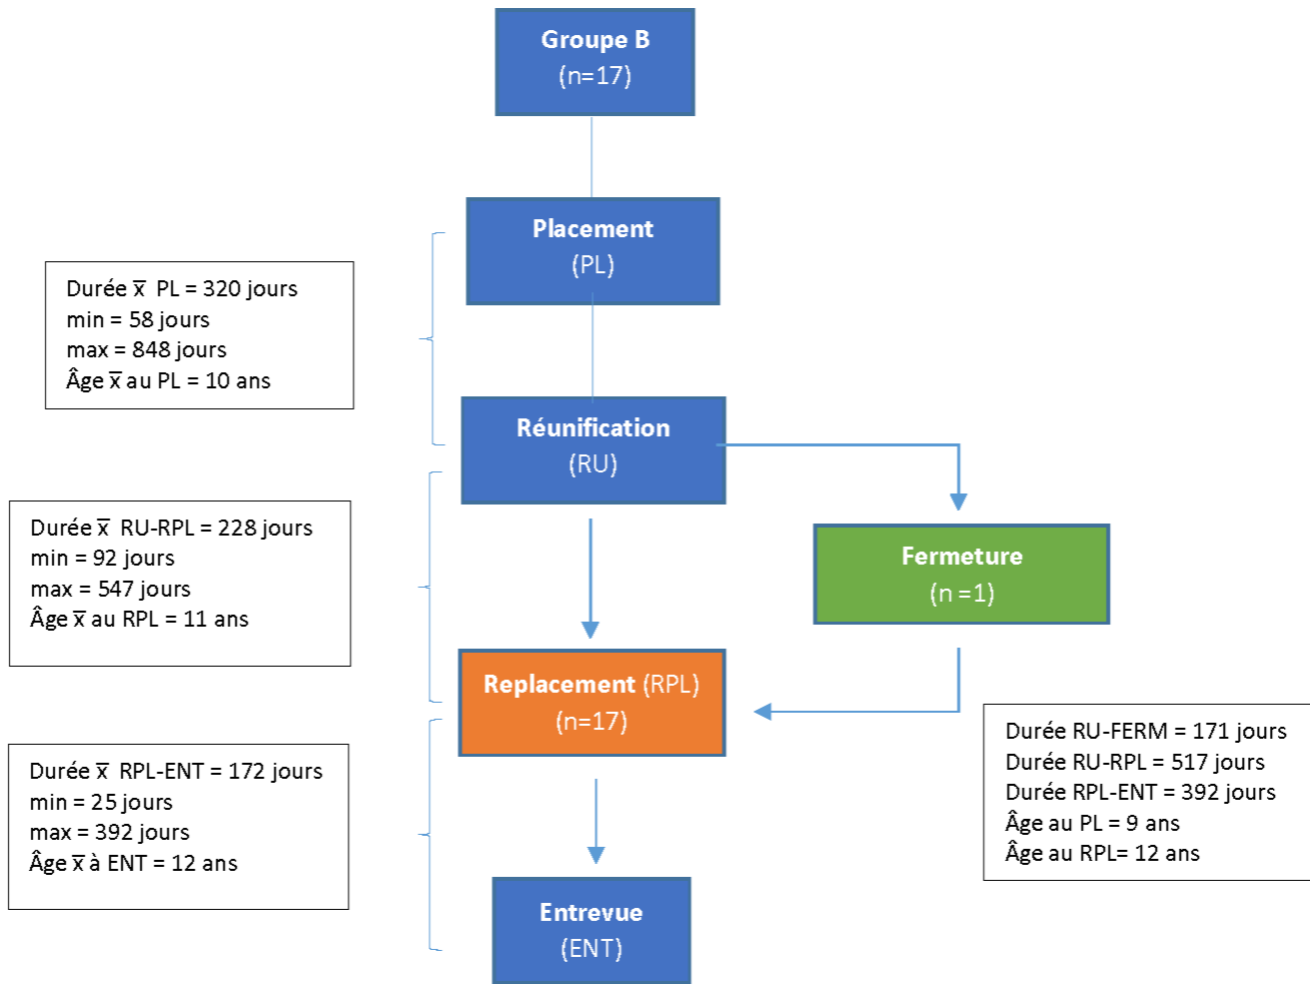 Groupe B
(n=17)
Placement
(PL)
Durée x̅ PL = 320 jours
min = 58 jours
max = 848 jours
Âge x̅ au PL = 10 ans
Réunification
(RU)
Durée x̅ RU-RPL = 228 jours
min = 92 jours
max = 547 jours
Âge x̅ au RPL = 11 ans
Fermeture
(n =1)
Replacement (RPL)
(n=17)
Durée RU-FERM = 171 jours
Durée RU-RPL = 517 jours
Durée RPL-ENT = 392 jours
Âge au PL = 9 ans
Âge au RPL= 12 ans
Durée x̅ RPL-ENT = 172 jours
min = 25 jours
max = 392 jours
Âge x̅ à ENT = 12 ans
Entrevue
(ENT)